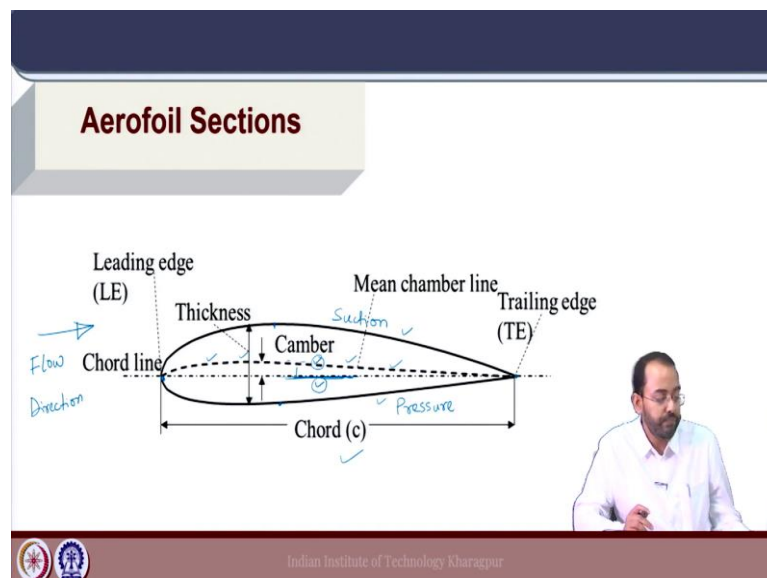 Aerofoil Sections
Leading edge
(LE)
Thickness
Mean chamber line
Trailing edge
(TE)
Suction
Camber
Flow
Chord line
Direction
Pressure
Chord (c)
Indian Institute of Technology Kharagpur